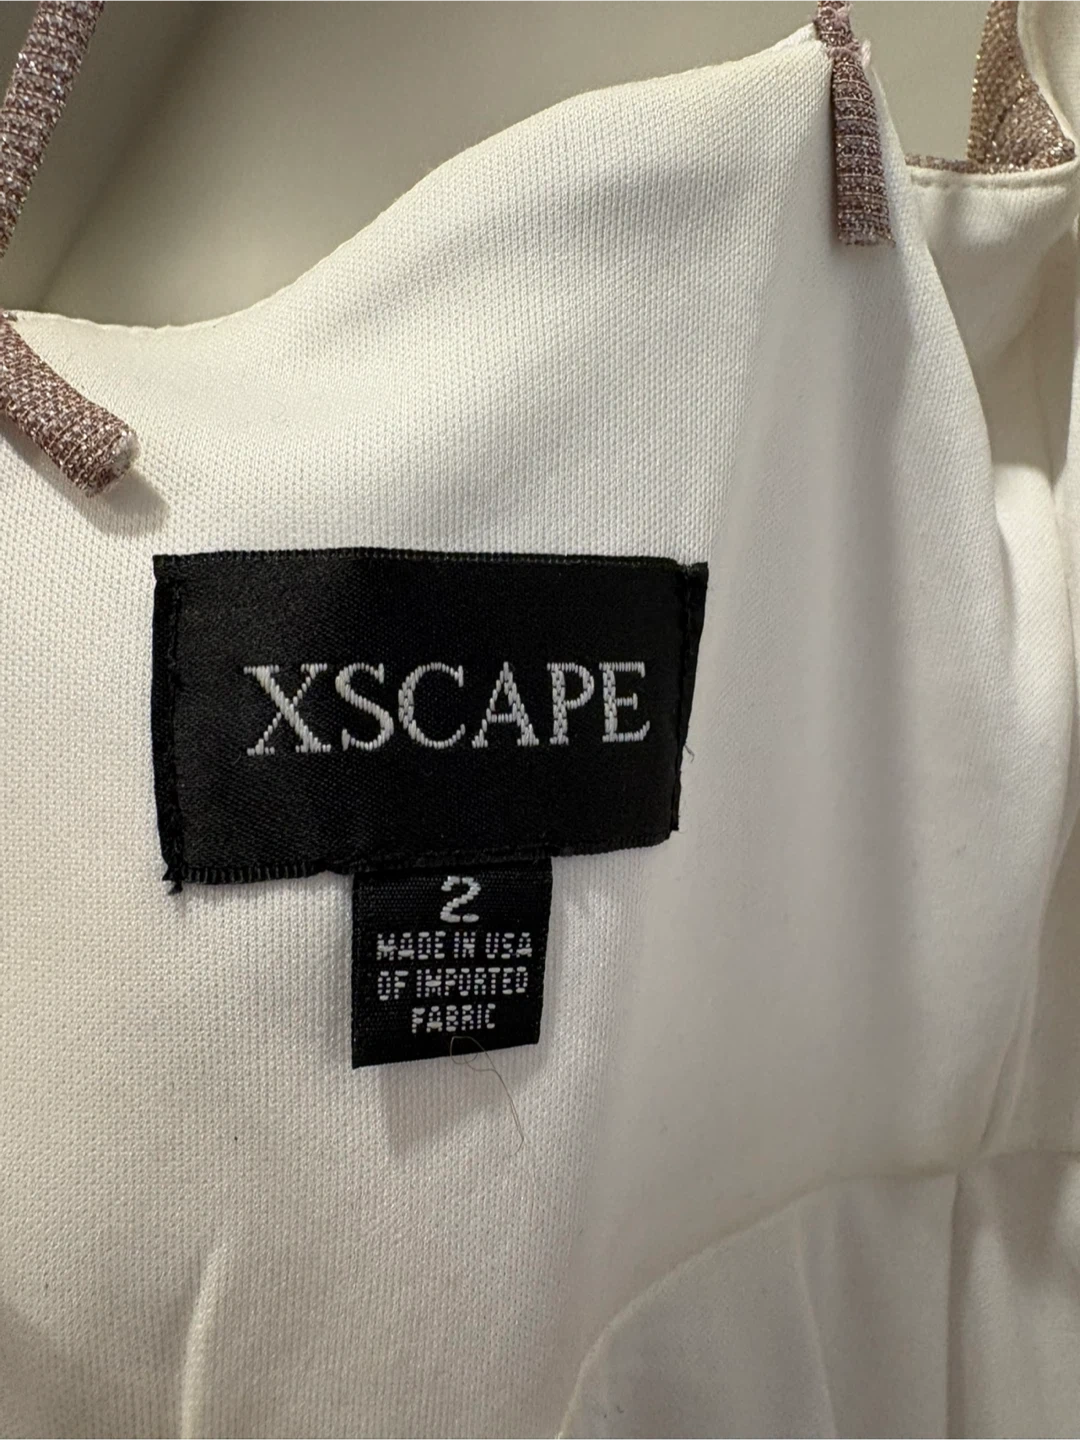 XSCAPE
2
MADE IN USA
OF IMPORTED
FABRIC